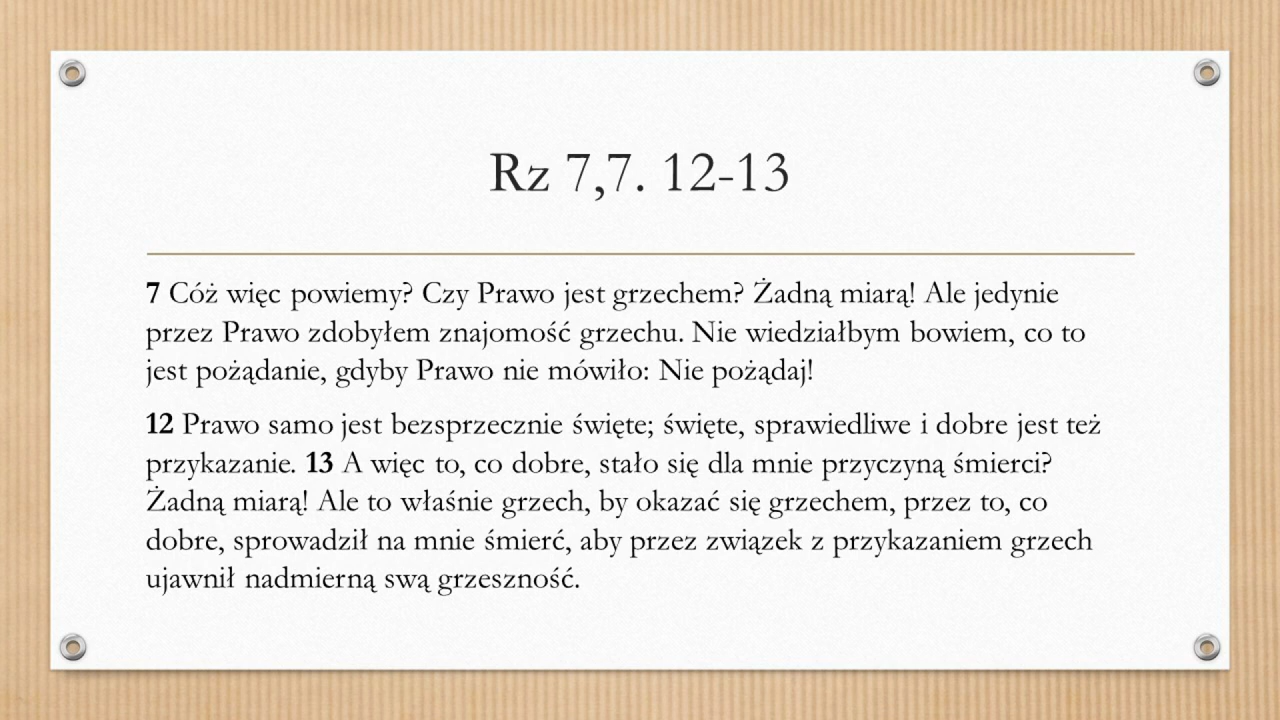 Rz 7,7. 12-13
7 Cóż więc powiemy? Czy Prawo jest grzechem? Żadną miarą! Ale jedynie
przez Prawo zdobyłem znajomość grzechu. Nie wiedziałbym bowiem, co to
jest pożądanie, gdyby Prawo nie mówiło: Nie pożądaj!
12 Prawo samo jest bezsprzecznie święte; święte, sprawiedliwe i dobre jest też
przykazanie. 13 A więc to, co dobre, stało się dla mnie przyczyną śmierci?
Żadną miarą! Ale to właśnie grzech, by okazać się grzechem, przez to, co
dobre, sprowadził na mnie śmierć, aby przez związek z przykazaniem grzech
ujawnił nadmierną swą grzeszność.